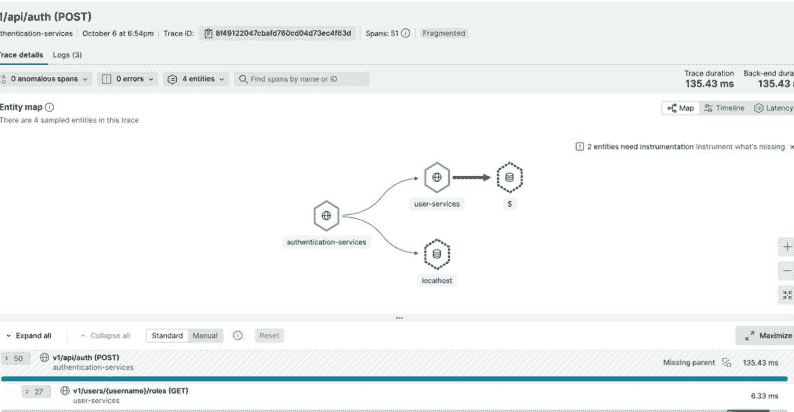 1/api/auth (POST)
thentication-services October 6 at 6:54pm Trace ID: 8f49122047cbafd760cd04d73ec4f63d Spans: 51 Fragmented
Trace details Logs (3)
0 anomalous spans 0 errors 4 entities Find spans by name or ID
Trace duration Back-end dura
135.43 ms 135.43
Entity map
There are 4 sampled entities in this trace
Map Timeline Latency
2 entities need instrumentation Instrument what's missing ×
user-services
$
authentication-services
localhost
Expand all Collapse all Standard Manual Reset Maximize
50 v1/api/auth (POST) Missing parent 135.43 ms
authentication-services
27 v1/users/{username}/roles (GET) 6.33 ms
user-services